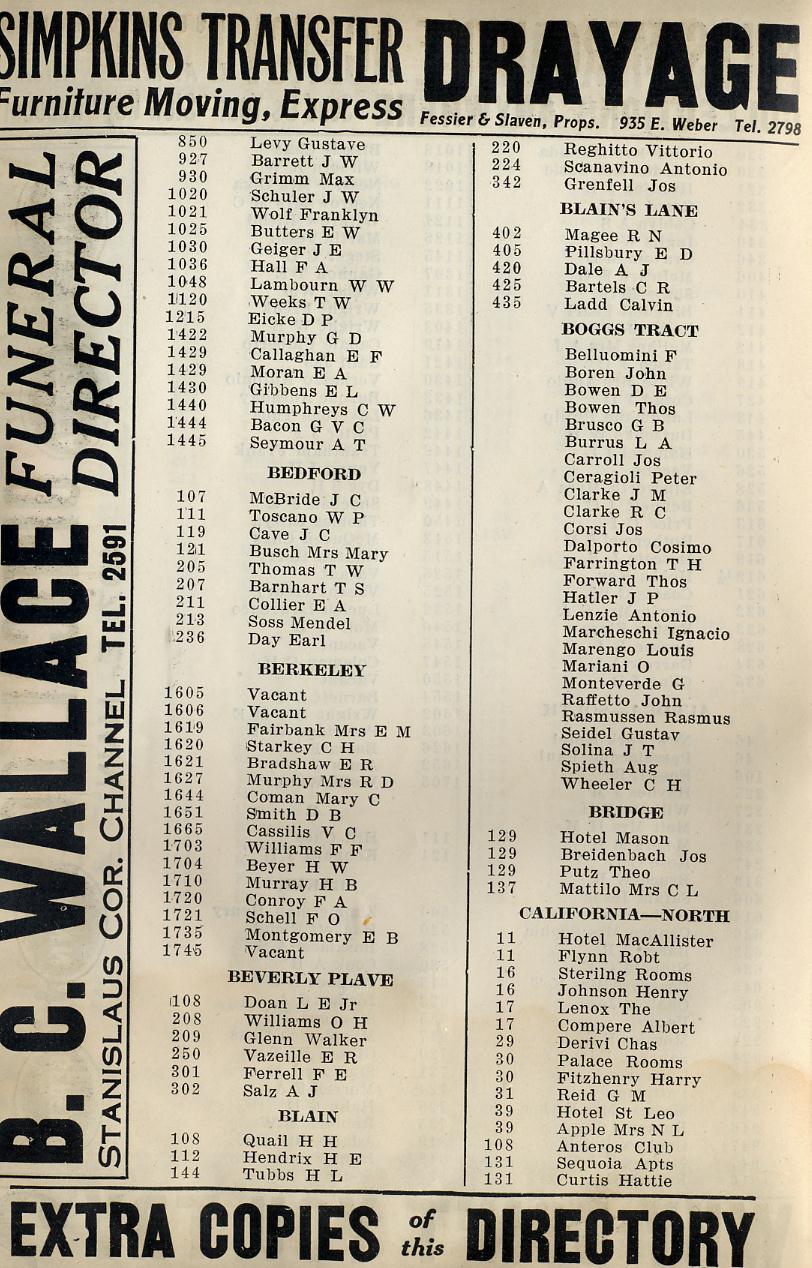 SIMPKINS TRANSFER DRAYAGE
Furniture Moving, Express Fessier & Slaven, Props. 935 E. Weber Tel. 2798
B. C. WALLACE FUNERAL DIRECTOR
STANISLAUS COR. CHANNEL TEL. 2591
850 Levy Gustave
927 Barrett J W
930 Grimm Max
1020 Schuler J W
1021 Wolf Franklyn
1025 Butters E W
1030 Geiger J E
1036 Hall F A
1048 Lambourn W W
1120 Weeks T W
1215 Eicke D P
1422 Murphy G D
1429 Callaghan E F
1429 Moran E A
1430 Gibbens E L
1440 Humphreys C W
1444 Bacon G V C
1445 Seymour A T
BEDFORD
107 McBride J C
111 Toscano W P
119 Cave J C
121 Busch Mrs Mary
205 Thomas T W
207 Barnhart T S
211 Collier E A
213 Soss Mendel
236 Day Earl
BERKELEY
1605 Vacant
1606 Vacant
1619 Fairbank Mrs E M
1620 Starkey C H
1621 Bradshaw E R
1627 Murphy Mrs R D
1644 Coman Mary C
1651 Smith D B
1665 Cassilis V C
1703 Williams F F
1704 Beyer H W
1710 Murray H B
1720 Conroy F A
1721 Schell F O
1735 Montgomery E B
1745 Vacant
BEVERLY PLAVE
108 Doan L E Jr
208 Williams O H
209 Glenn Walker
250 Vazeille E R
301 Ferrell F E
302 Salz A J
BLAIN
108 Quail H H
112 Hendrix H E
144 Tubbs H L
220 Reghitto Vittorio
224 Scanavino Antonio
342 Grenfell Jos
BLAIN'S LANE
402 Magee R N
405 Pillsbury E D
420 Dale A J
425 Bartels C R
435 Ladd Calvin
BOGGS TRACT
Belluomini F
Boren John
Bowen D E
Bowen Thos
Brusco G B
Burrus L A
Carroll Jos
Ceragioli Peter
Clarke J M
Clarke R C
Corsi Jos
Dalporto Cosimo
Farrington T H
Forward Thos
Hatler J P
Lenzie Antonio
Marcheschi Ignacio
Marengo Louis
Mariani O
Monteverde G
Raffetto John
Rasmussen Rasmus
Seidel Gustav
Solina J T
Spieth Aug
Wheeler C H
BRIDGE
129 Hotel Mason
129 Breidenbach Jos
129 Putz Theo
137 Mattilo Mrs C L
CALIFORNIA—NORTH
11 Hotel MacAllister
11 Flynn Robt
16 Sterilng Rooms
16 Johnson Henry
17 Lenox The
17 Compere Albert
29 Derivi Chas
30 Palace Rooms
30 Fitzhenry Harry
31 Reid G M
39 Hotel St Leo
39 Apple Mrs N L
108 Anteros Club
131 Sequoia Apts
131 Curtis Hattie
EXTRA COPIES of this DIRECTORY